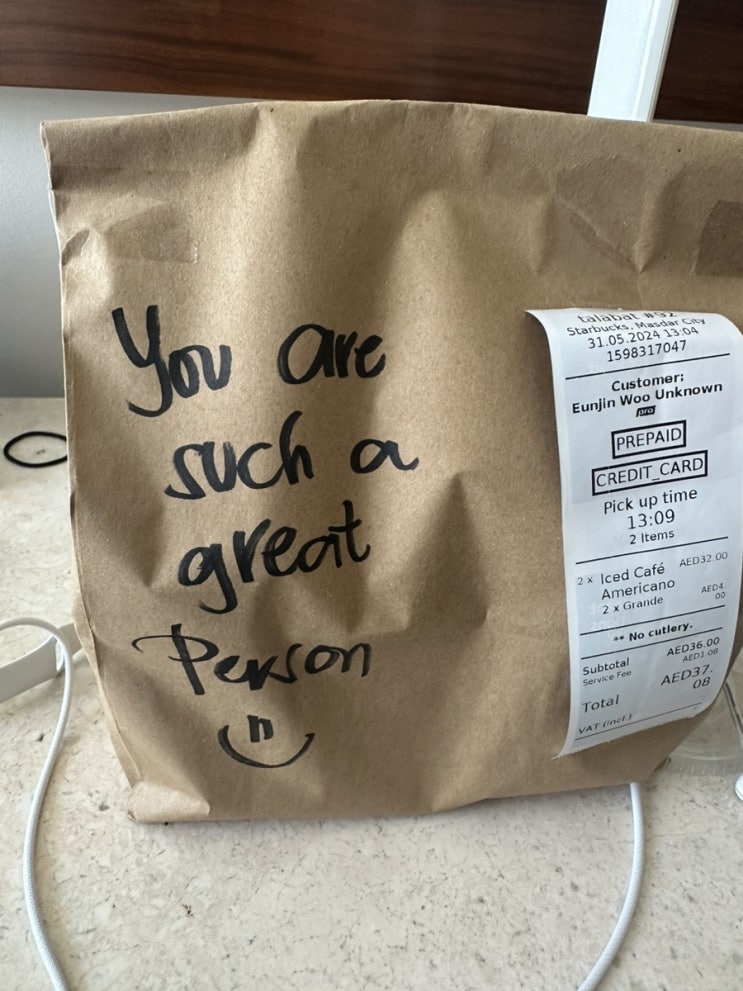 You are
such a
great
Person
talabat #92
Starbucks, Masdar City
31.05.2024 13:04
1598317047
Customer:
Eunjin Woo Unknown
pro
PREPAID
CREDIT_CARD
Pick up time
13:09
2 Items
2 x Iced Café Americano AED32.00
2 x Grande AED4.00
** No cutlery.
Subtotal AED36.00
Service Fee AED1.08
Total AED37.08
VAT (incl.)